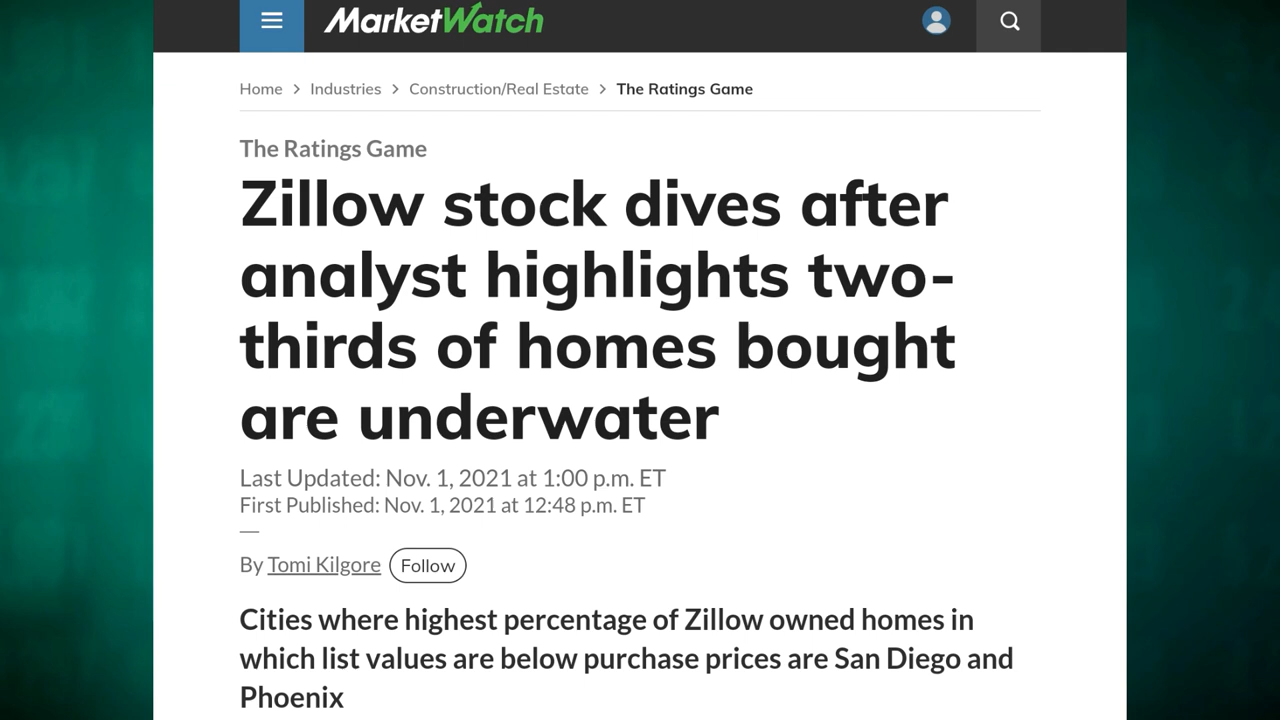 MarketWatch
Home > Industries > Construction/Real Estate > The Ratings Game
The Ratings Game
Zillow stock dives after
analyst highlights two-
thirds of homes bought
are underwater
Last Updated: Nov. 1, 2021 at 1:00 p.m. ET
First Published: Nov. 1, 2021 at 12:48 p.m. ET
By Tomi Kilgore Follow
Cities where highest percentage of Zillow owned homes in
which list values are below purchase prices are San Diego and
Phoenix